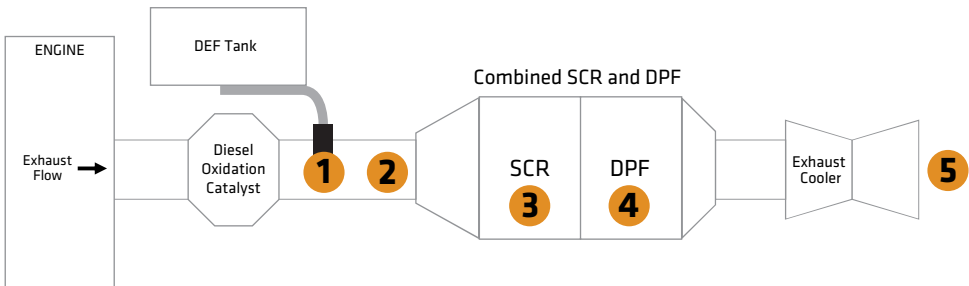 ENGINE
DEF Tank
Combined SCR and DPF
Exhaust
Flow
Diesel
Oxidation
Catalyst
1
2
SCR
3
DPF
4
Exhaust
Cooler
5